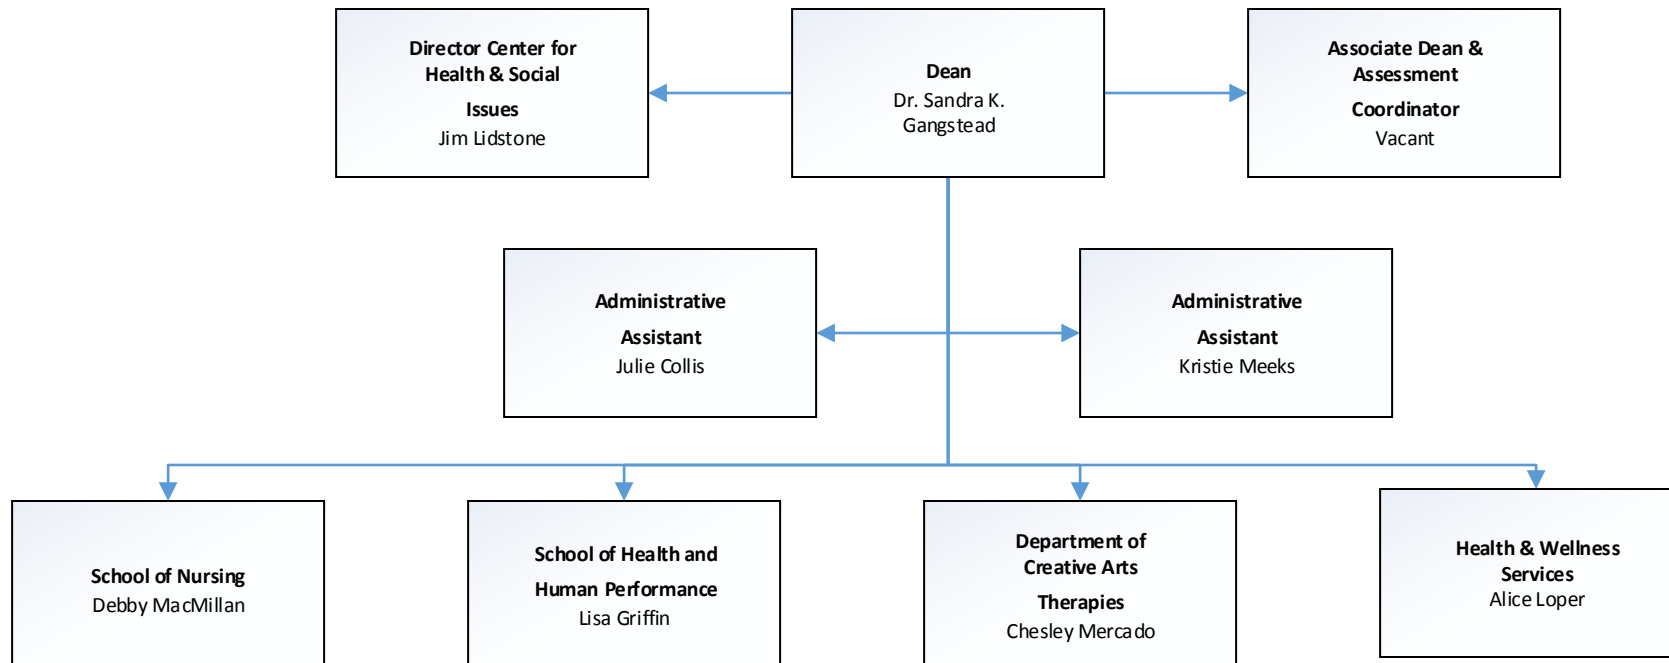 Director Center for
Health & Social
Issues
Jim Lidstone
Dean
Dr. Sandra K.
Gangstead
Associate Dean &
Assessment
Coordinator
Vacant
Administrative
Assistant
Julie Collis
Administrative
Assistant
Kristie Meeks
School of Nursing
Debby MacMillan
School of Health and
Human Performance
Lisa Griffin
Department of
Creative Arts
Therapies
Chesley Mercado
Health & Wellness
Services
Alice Loper